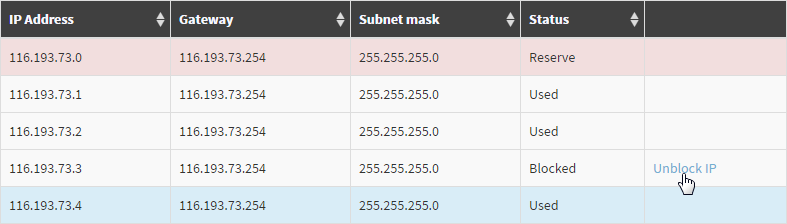 IP Address Gateway Subnet mask Status
116.193.73.0 116.193.73.254 255.255.255.0 Reserve
116.193.73.1 116.193.73.254 255.255.255.0 Used
116.193.73.2 116.193.73.254 255.255.255.0 Used
116.193.73.3 116.193.73.254 255.255.255.0 Blocked Unblock IP
116.193.73.4 116.193.73.254 255.255.255.0 Used